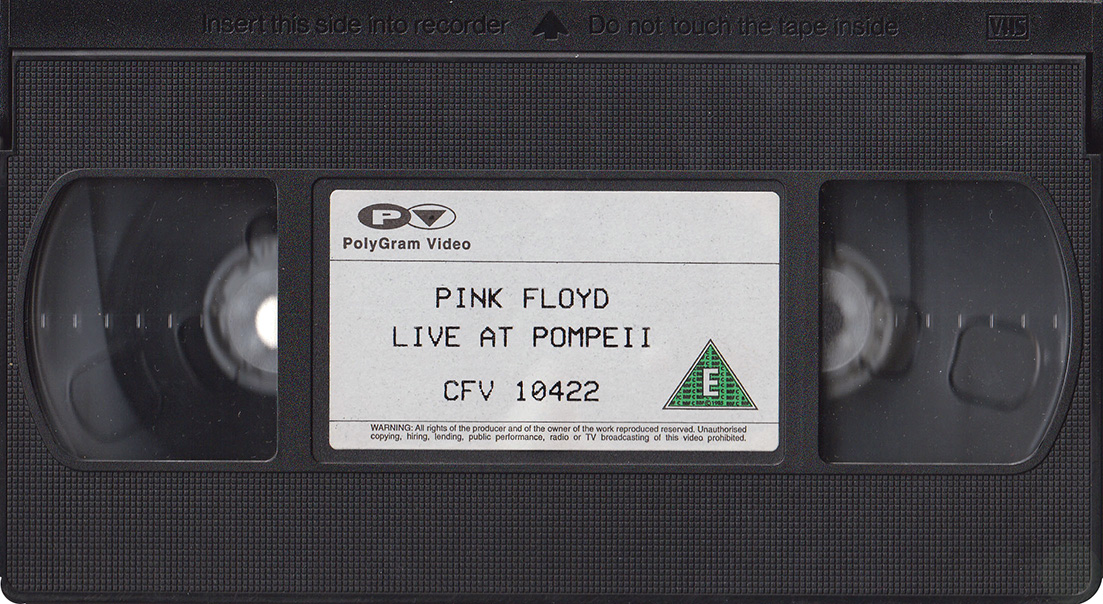 Insert this side into recorder Do not touch the tape inside VHS
P
PolyGram Video
PINK FLOYD
LIVE AT POMPEII
CFV 10422
E
WARNING: All rights of the producer and of the owner of the work reproduced reserved. Unauthorised
copying, hiring, lending, public performance, radio or TV broadcasting of this video prohibited.